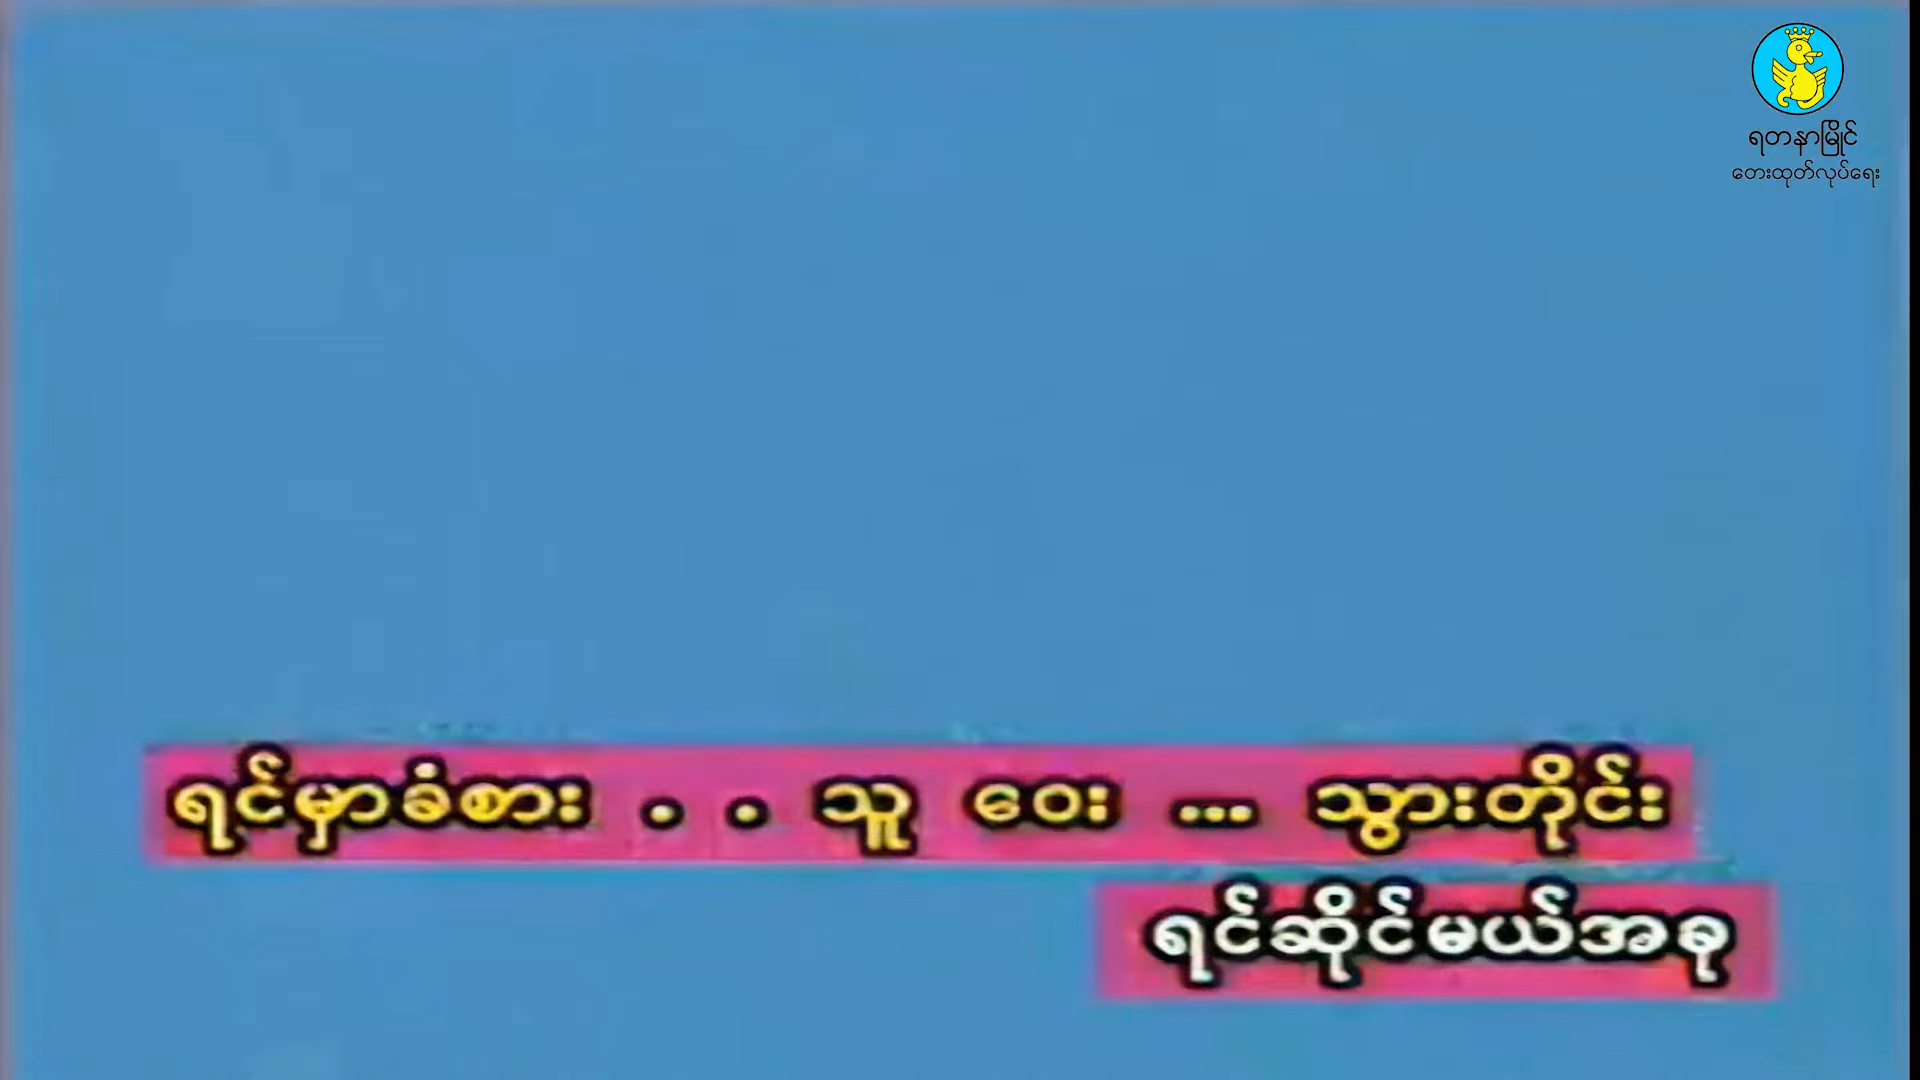 ရတနာမြိုင်
တေးထုတ်လုပ်ရေး
ရင်မှာခံစား . . သူ ဝေး ... သွားတိုင်း
ရင်ဆိုင်မယ်အခု